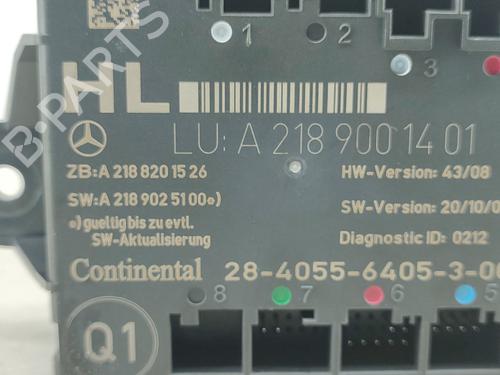 1 2
3
HL
LU: A 218 900 14 01
ZB: A 218 820 15 26
HW-Version: 43/08
SW: A 218 902 51 00•)
SW-Version: 20/10/0
•) gueltig bis zu evtl.
SW-Aktualisierung
Diagnostic ID: 0212
Continental 28-4055-6405-3-0
8 7 6 5
Q1
B-PARTS